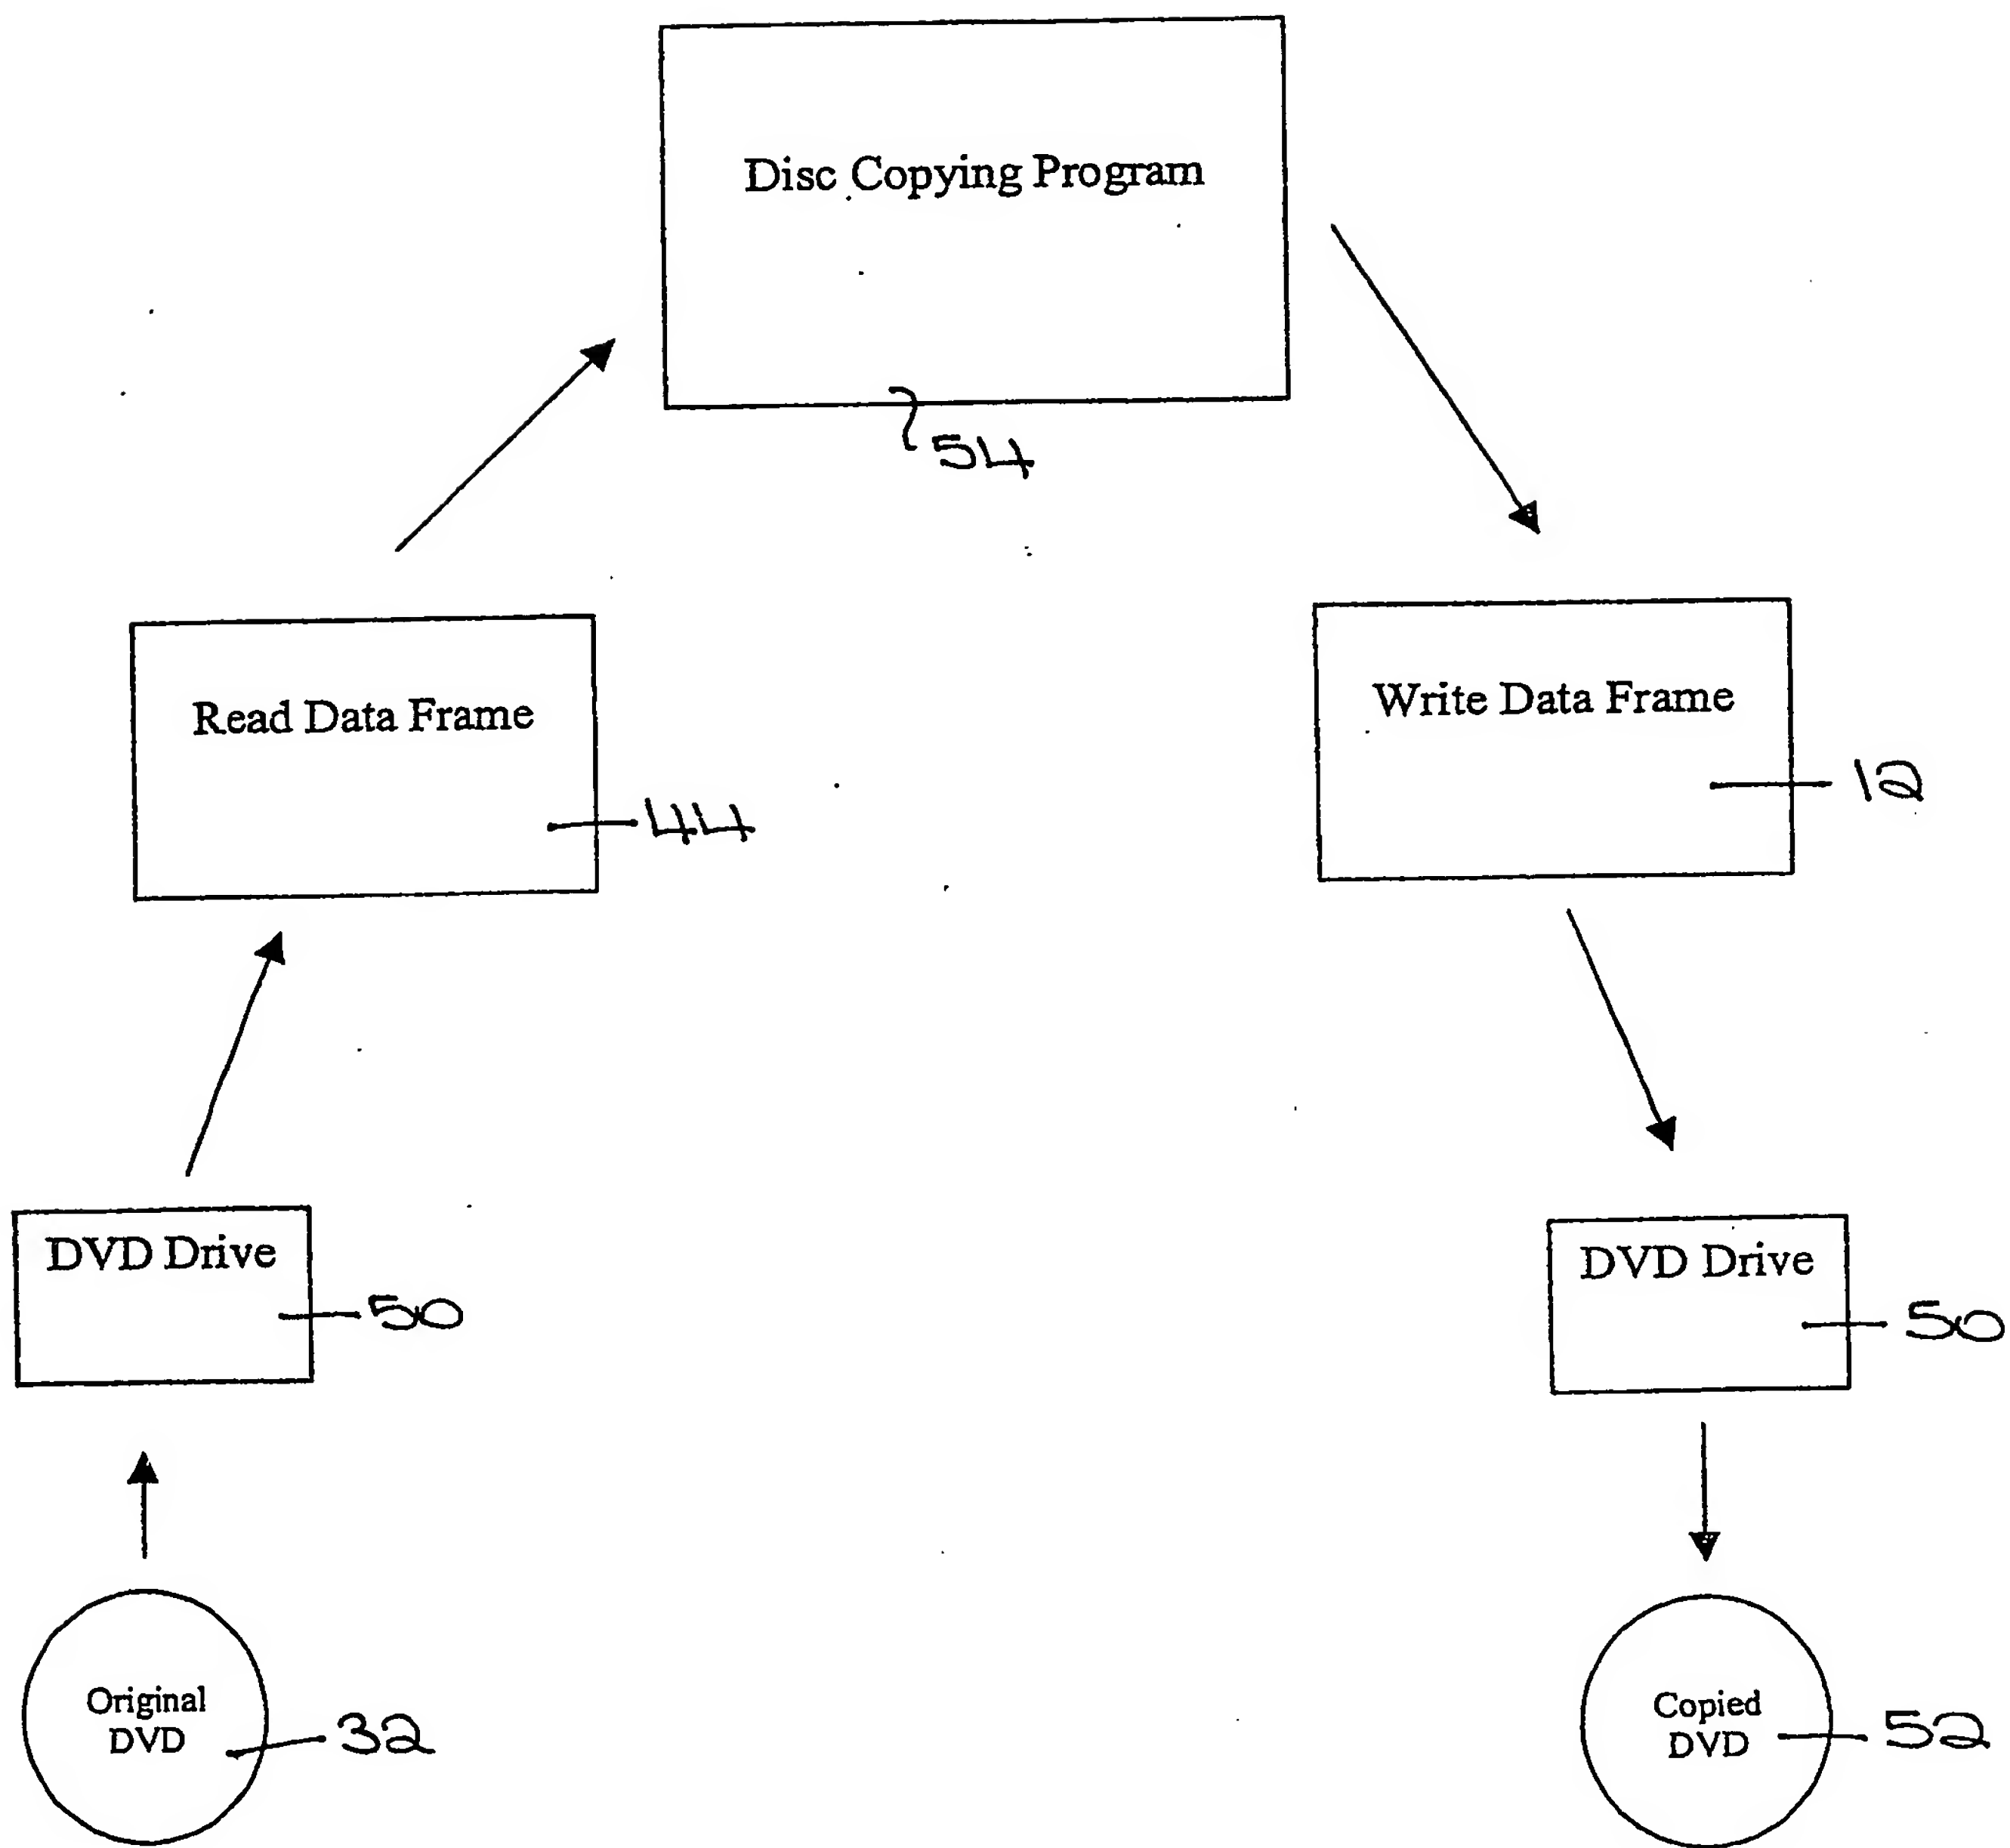 Disc Copying Program
54
Read Data Frame
44
Write Data Frame
12
DVD Drive
50
DVD Drive
50
Original
DVD
32
Copied
DVD
52